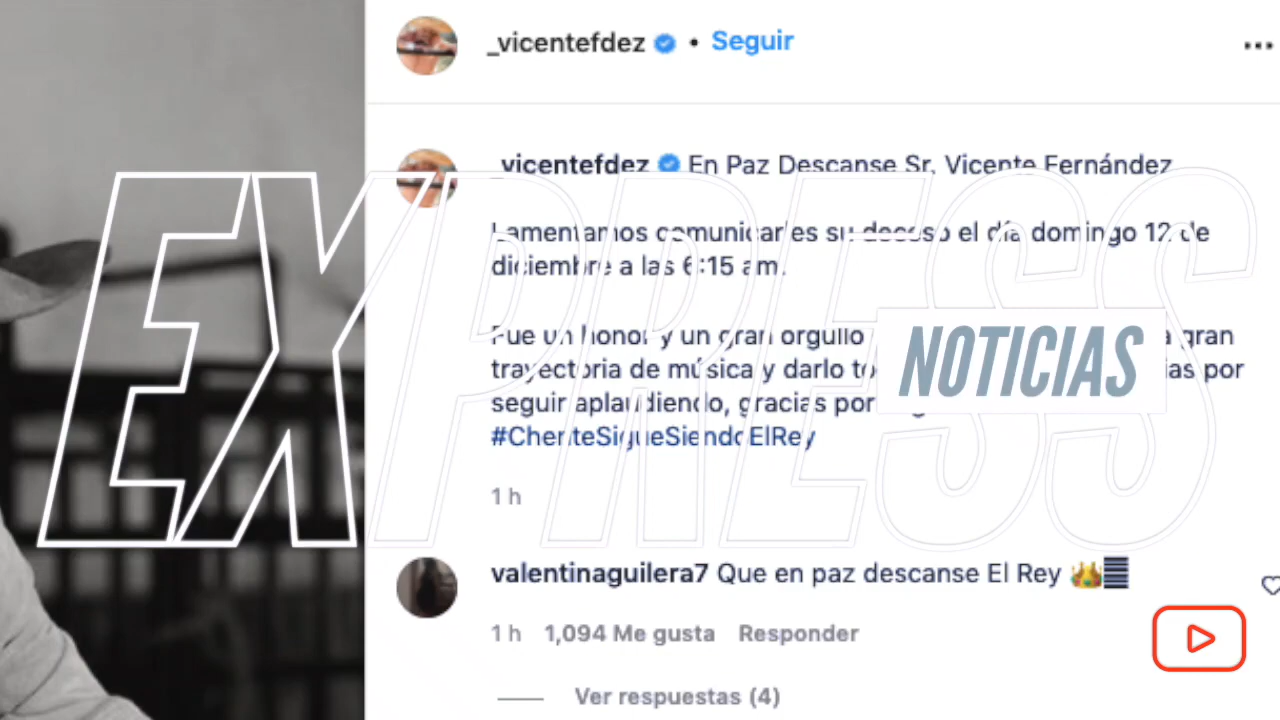 _vicentefdez • Seguir
_vicentefdez En Paz Descanse Sr. Vicente Fernández
Lamentamos comunicarles su deceso el día domingo 12 de
diciembre a las 6:15 am.
Fue un honor y un gran orgullo gran
trayectoria de música y darlo por
seguir aplaudiendo, gracias por
#ChenteSigueSiendoElRey
1 h
EXPRESS
NOTICIAS
valentinaguilera7 Que en paz descanse El Rey
1 h 1,094 Me gusta Responder
Ver respuestas (4)